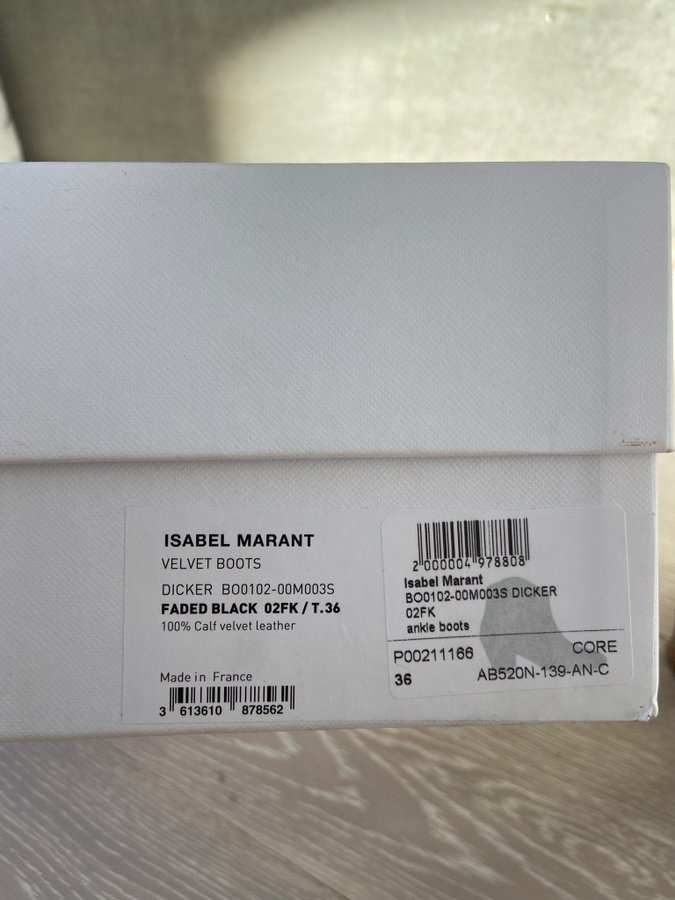 ISABEL MARANT
VELVET BOOTS
DICKER BO0102-00M003S
FADED BLACK 02FK / T.36
100% Calf velvet leather
Made in France
3 613610 878562
2 000004 978808
Isabel Marant
BO0102-00M003S DICKER
02FK
ankle boots
P00211166 CORE
36 AB520N-139-AN-C